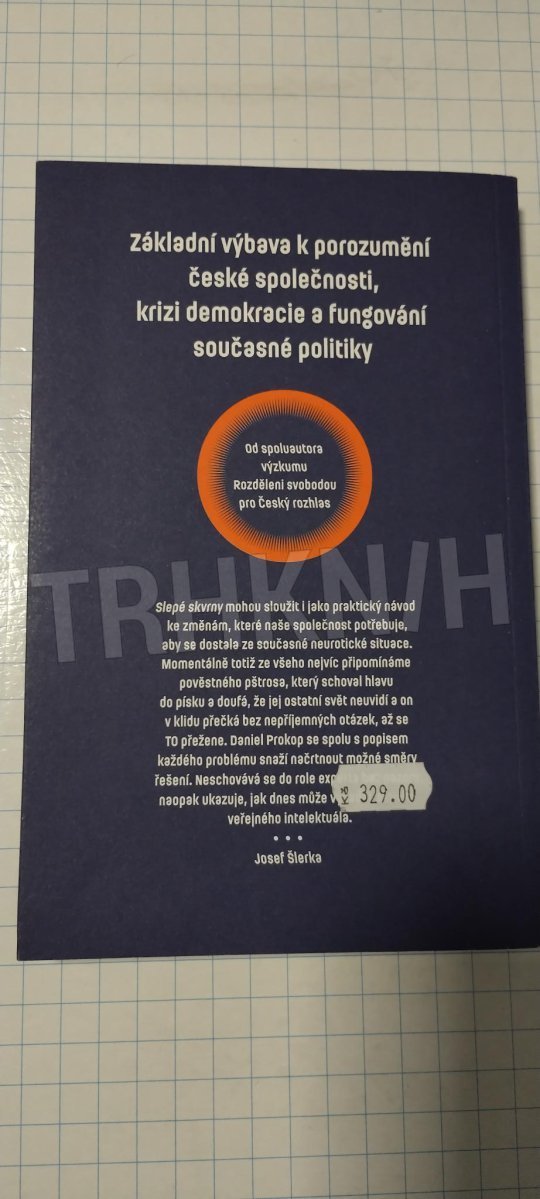 Základní výbava k porozumění
české společnosti,
krizi demokracie a fungování
současné politiky
Od spoluautora
výzkumu
Rozděleni svobodou
pro Český rozhlas
TRHKN/H
Slepé skvrny mohou sloužit i jako praktický návod
ke změnám, které naše společnost potřebuje,
aby se dostala ze současné neurotické situace.
Momentálně totiž ze všeho nejvíc připomínáme
pověstného pštrosa, který schoval hlavu
do písku a doufá, že jej ostatní svět neuvidí a on
v klidu přečká bez nepříjemných otázek, až se
TO přežene. Daniel Prokop se spolu s popisem
každého problému snaží načrtnout možné směry
řešení. Neschovává se do role
naopak ukazuje, jak dnes může
Kč 329.00
veřejného intelektuála.
•••
Josef Šlerka